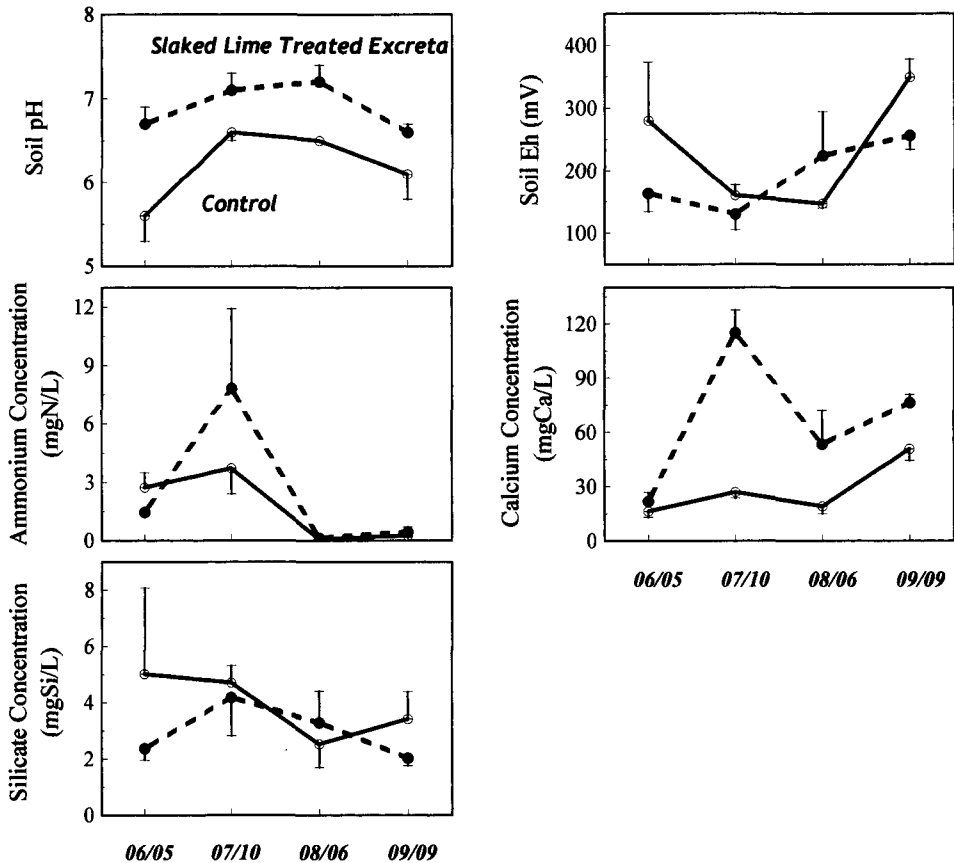 8
7
6
5
Soil pH
Slaked Lime Treated Excreta
Control
400
300
200
100
Soil Eh (mV)
12
9
6
3
0
Ammonium Concentration
(mgN/L)
120
90
60
30
0
Calcium Concentration
(mgCa/L)
06/05 07/10 08/06 09/09
8
6
4
2
0
Silicate Concentration
(mgSi/L)
06/05 07/10 08/06 09/09